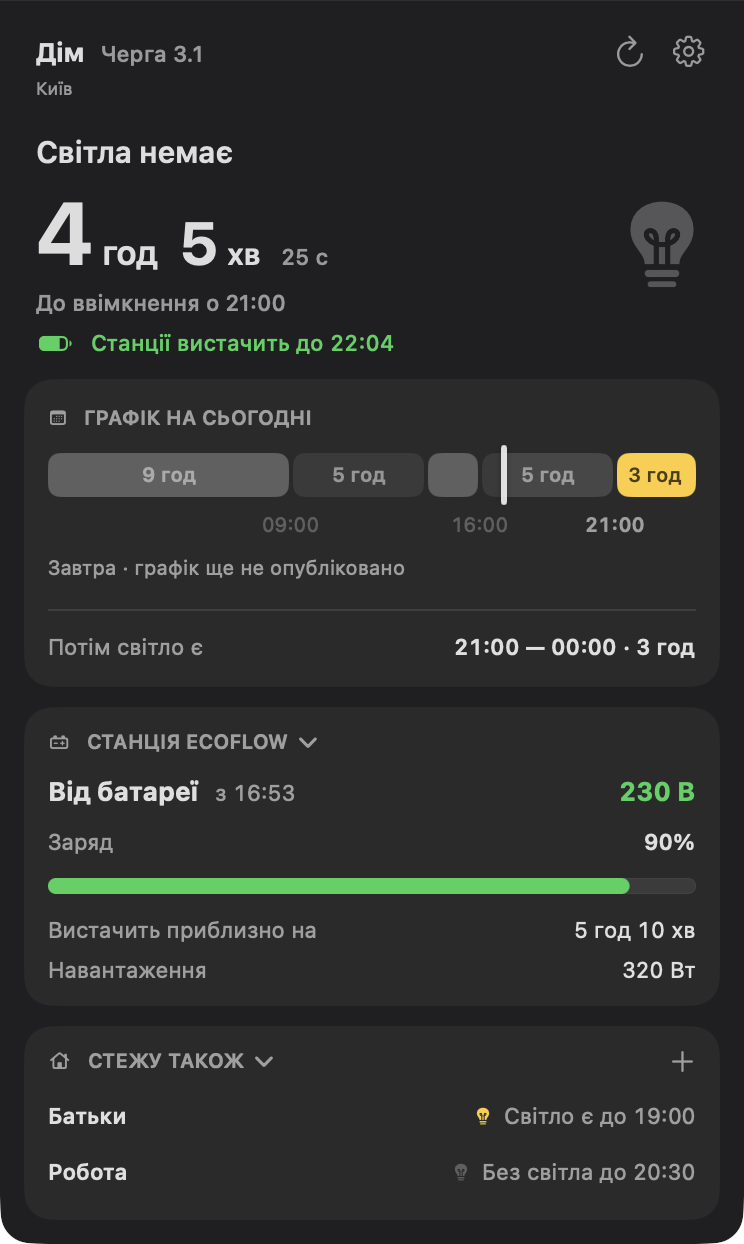 Дім Черга 3.1
Київ
Світла немає
4 год 5 хв 25 с
До ввімкнення о 21:00
Станції вистачить до 22:04
ГРАФІК НА СЬОГОДНІ
9 год 5 год 5 год 3 год
09:00 16:00 21:00
Завтра · графік ще не опубліковано
Потім світло є 21:00 — 00:00 · 3 год
СТАНЦІЯ ECOFLOW
Від батареї з 16:53 230 В
Заряд 90%
Вистачить приблизно на 5 год 10 хв
Навантаження 320 Вт
СТЕЖУ ТАКОЖ
Батьки Світло є до 19:00
Робота Без світла до 20:30